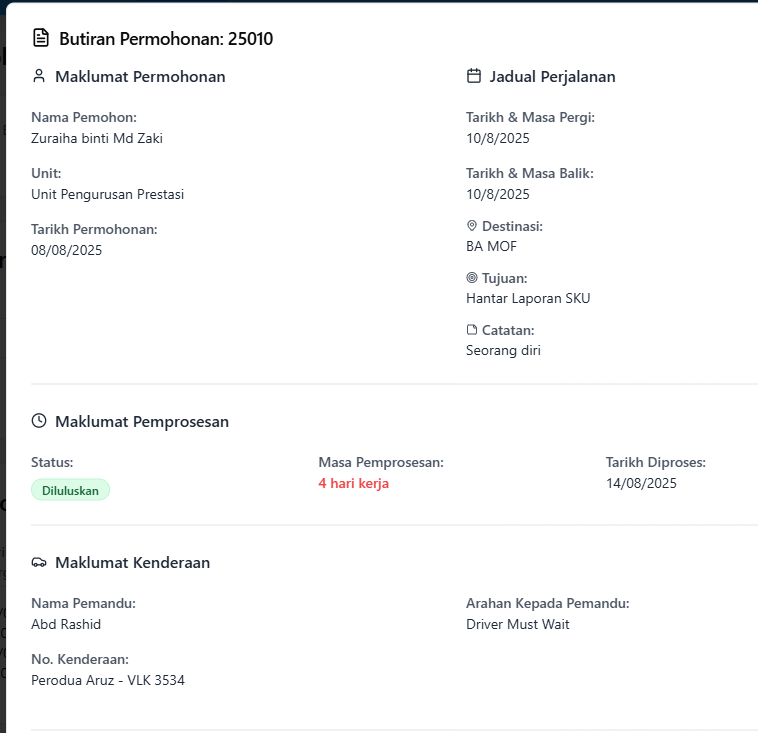 Butiran Permohonan: 25010
Maklumat Permohonan
Nama Pemohon:
Zuraiha binti Md Zaki
Unit:
Unit Pengurusan Prestasi
Tarikh Permohonan:
08/08/2025
Jadual Perjalanan
Tarikh & Masa Pergi:
10/8/2025
Tarikh & Masa Balik:
10/8/2025
Destinasi:
BA MOF
Tujuan:
Hantar Laporan SKU
Catatan:
Seorang diri
Maklumat Pemprosesan
Status:
Diluluskan
Masa Pemprosesan:
4 hari kerja
Tarikh Diproses:
14/08/2025
Maklumat Kenderaan
Nama Pemandu:
Abd Rashid
No. Kenderaan:
Perodua Aruz - VLK 3534
Arahan Kepada Pemandu:
Driver Must Wait